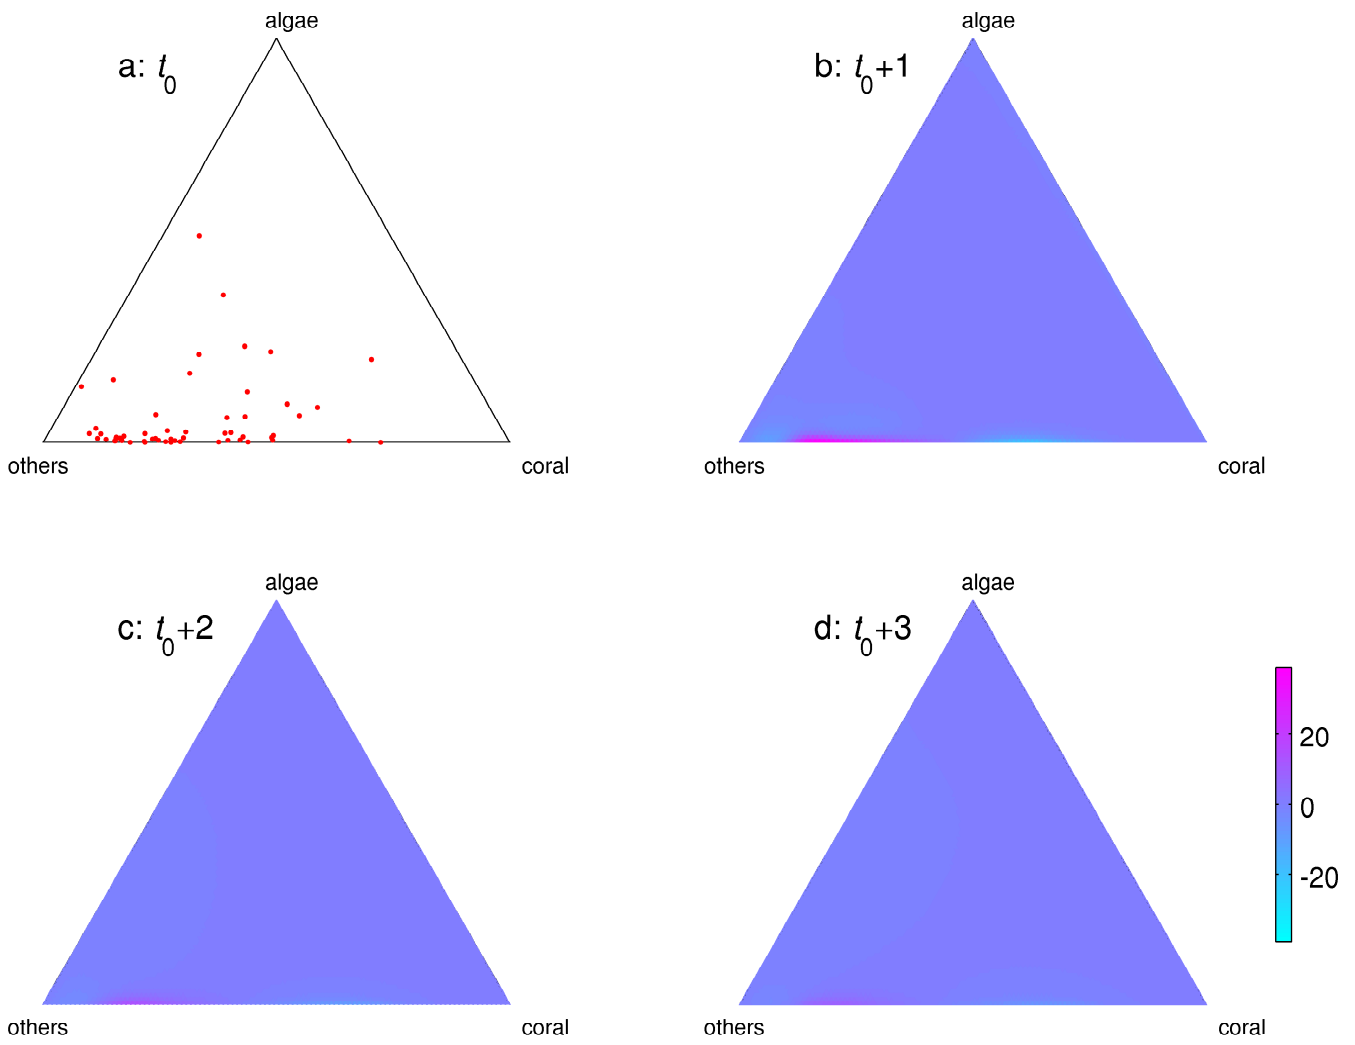 algae
a: t0
others
coral
algae
b: t0+1
others
coral
algae
c: t0+2
others
coral
algae
d: t0+3
others
coral
20
0
-20